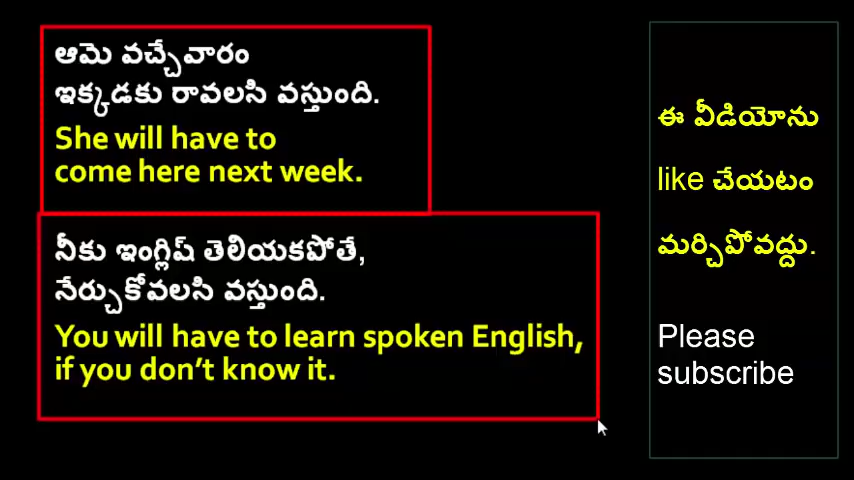 ఆమె వచ్చేవారం
ఇక్కడకు రావలసి వస్తుంది.
She will have to
come here next week.
నీకు ఇంగ్లిష్ తెలియకపోతే,
నేర్చుకోవలసి వస్తుంది.
You will have to learn spoken English,
if you don't know it.
ఈ వీడియోను
like చేయటం
మర్చిపోవద్దు.
Please
subscribe